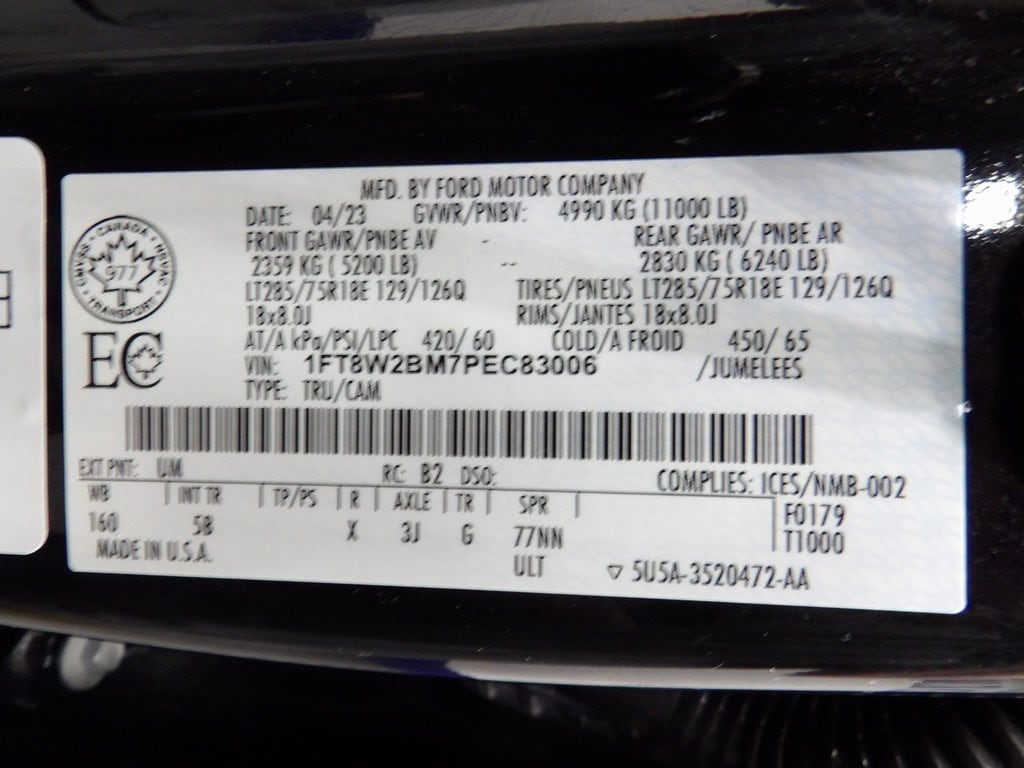 MFD. BY FORD MOTOR COMPANY
DATE: 04/23 GVWR/PNBV: 4990 KG (11000 LB)
FRONT GAWR/PNBE AV - REAR GAWR/ PNBE AR
2359 KG ( 5200 LB) -- 2830 KG ( 6240 LB)
LT285/75R18E 129/126Q TIRES/PNEUS LT285/75R18E 129/126Q
18x8.0J RIMS/JANTES 18x8.0J
AT/A kPa/PSI/LPC 420/ 60 COLD/A FROID 450/ 65
VIN: 1FT8W2BM7PEC83006 /JUMELEES
TYPE: TRU/CAM
CANADA
977
TRANSPORT
EC
EXT PNT: UM RC: B2 DSO:
COMPLIES: ICES/NMB-002
WB INT TR TP/PS R AXLE TR SPR
160 5B X 3J G 77NN
F0179
T1000
MADE IN U.S.A. ULT
▽ 5U5A-3520472-AA